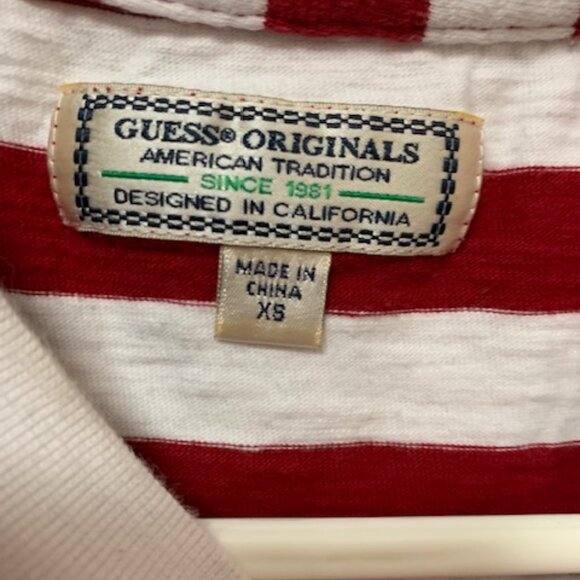 GUESS® ORIGINALS
AMERICAN TRADITION
SINCE 1981
DESIGNED IN CALIFORNIA
MADE IN
CHINA
XS